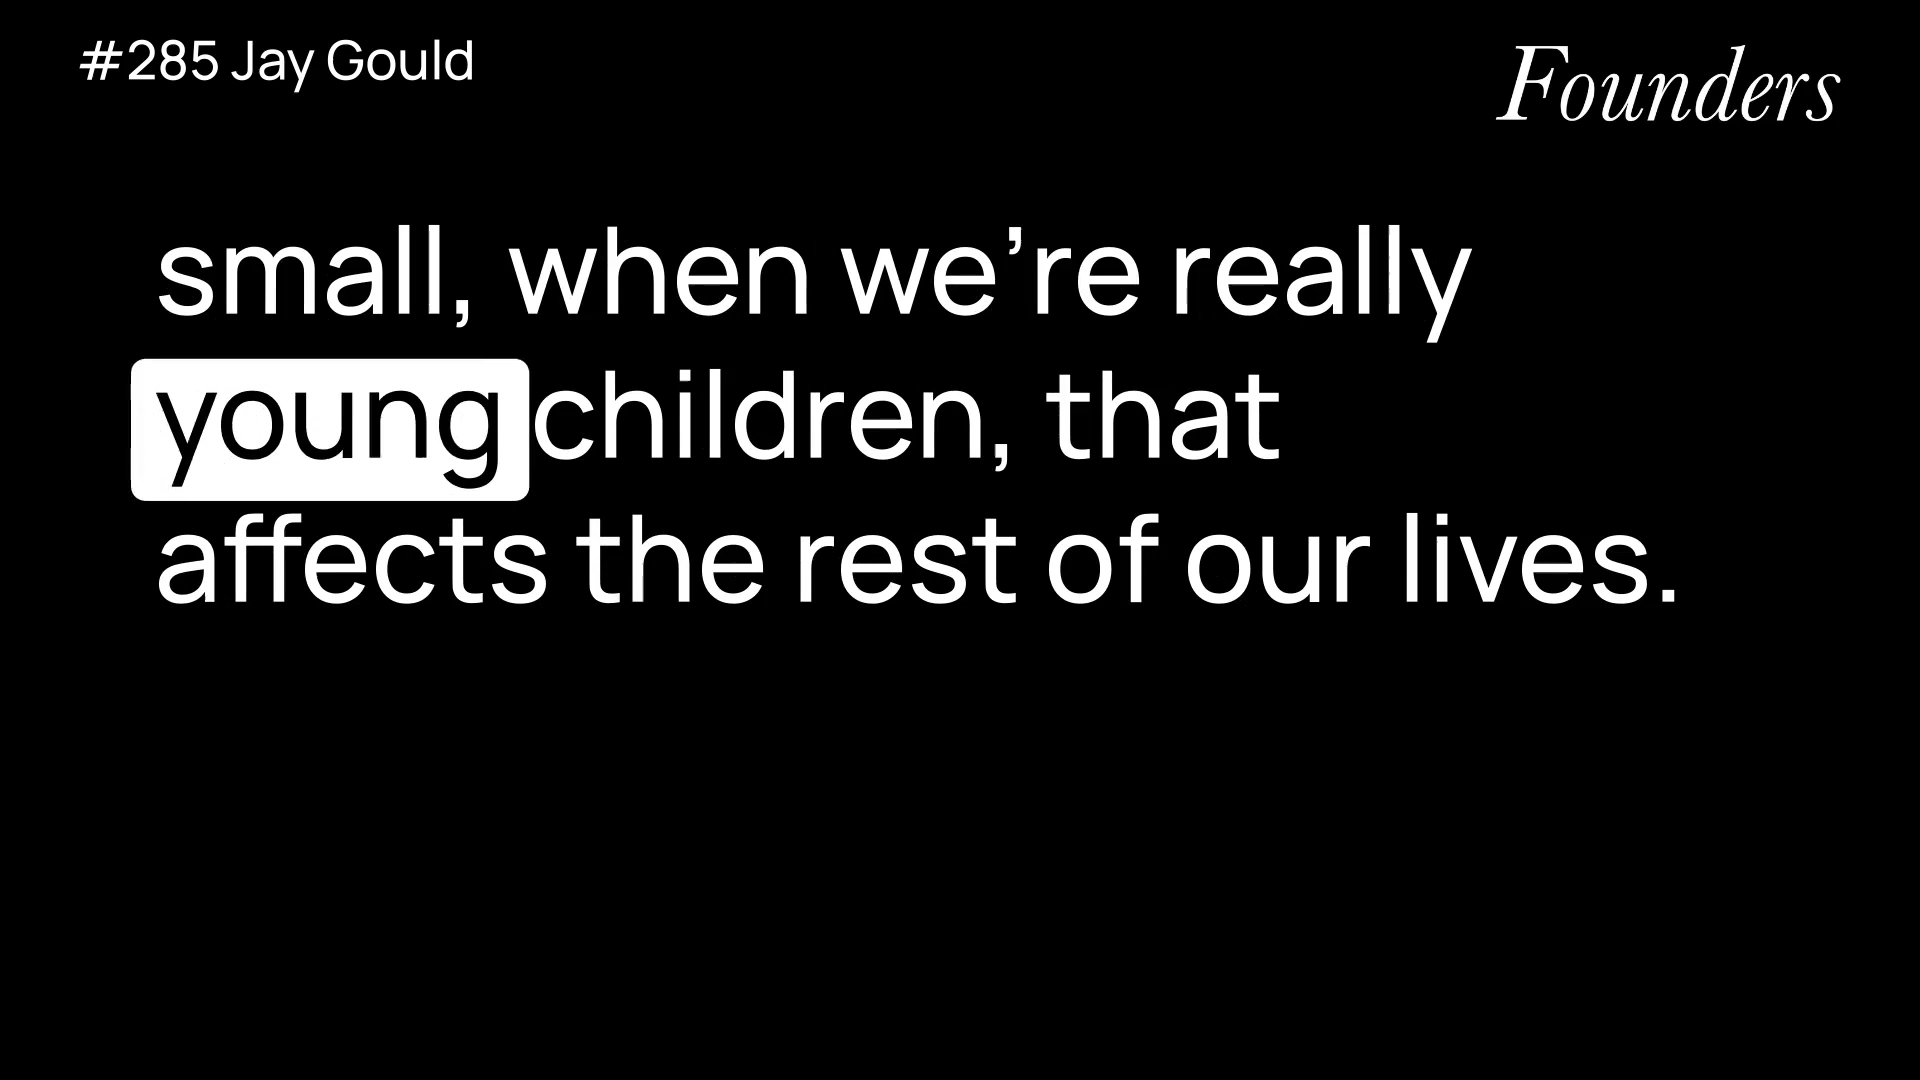 #285 Jay Gould
Founders
small, when we’re really
young children, that
affects the rest of our lives.